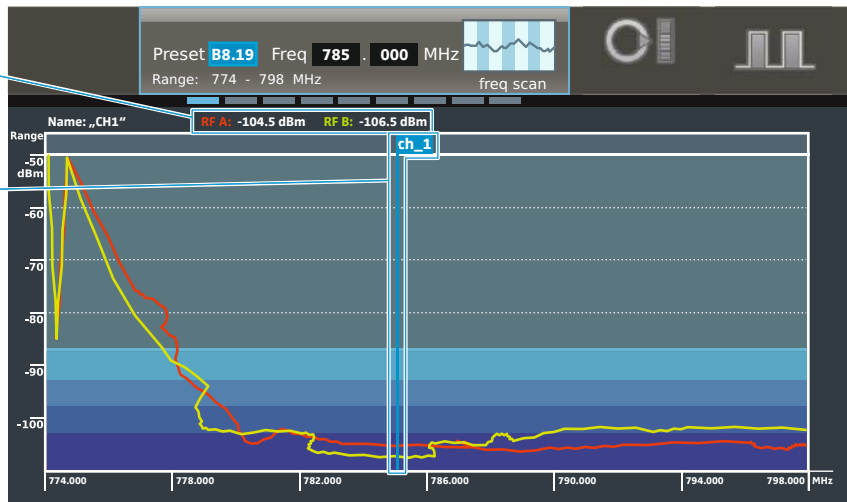 Preset B8.19 Freq 785 . 000 MHz
Range: 774 - 798 MHz
freq scan
Name: „CH1“ RF A: -104.5 dBm RF B: -106.5 dBm
Range
ch_1
-50
dBm
-60
-70
-80
-90
-100
774.000 778.000 782.000 786.000 790.000 794.000 798.000 MHz